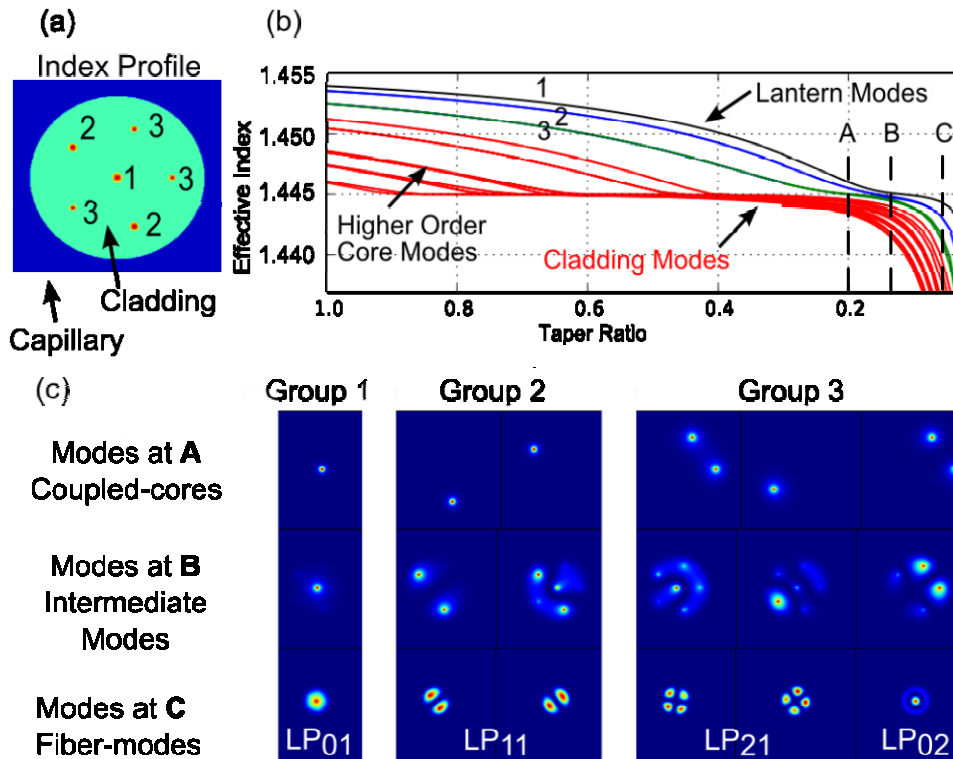 (a)
Index Profile
2
3
1
3
3
2
Cladding
Capillary
(b)
1.455
1.450
1.445
1.440
Effective Index
1
2
3
Lantern Modes
A
B
C
Higher Order
Core Modes
Cladding Modes
1.0
0.8
0.6
0.4
0.2
Taper Ratio
(c)
Group 1
Group 2
Group 3
Modes at A
Coupled-cores
Modes at B
Intermediate
Modes
Modes at C
Fiber-modes
LP01
LP11
LP21
LP02